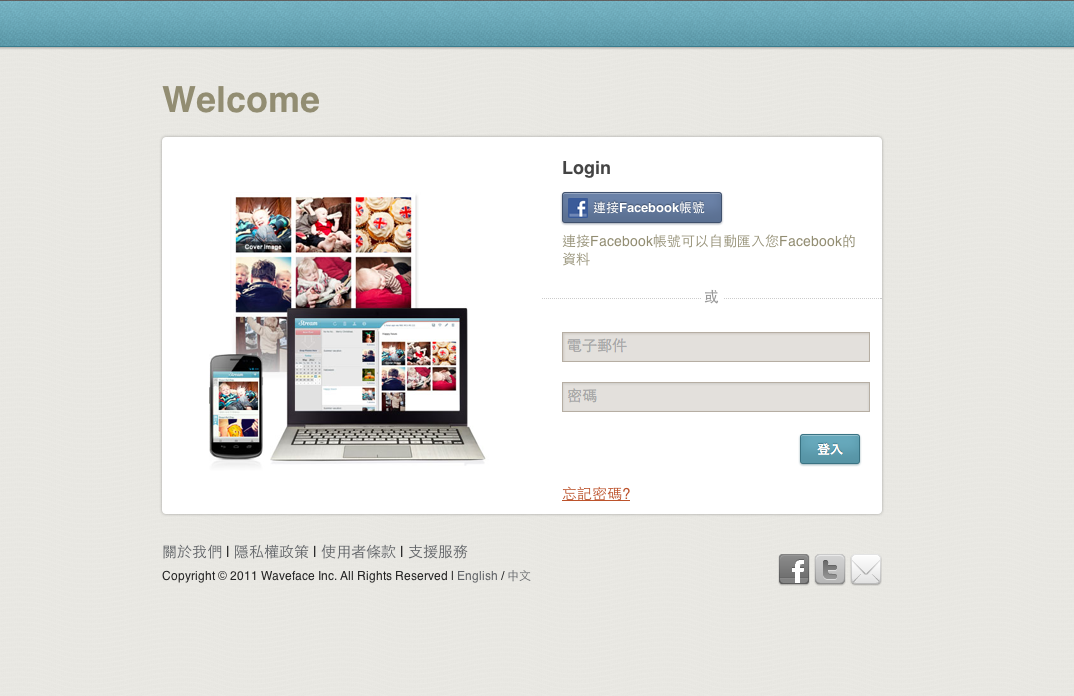 Welcome
Login
連接Facebook帳號
連接Facebook帳號可以自動匯入您Facebook的
資料
或
電子郵件
密碼
登入
忘記密碼?
Cover Image
關於我們 | 隱私權政策 | 使用者條款 | 支援服務
Copyright © 2011 Waveface Inc. All Rights Reserved | English / 中文